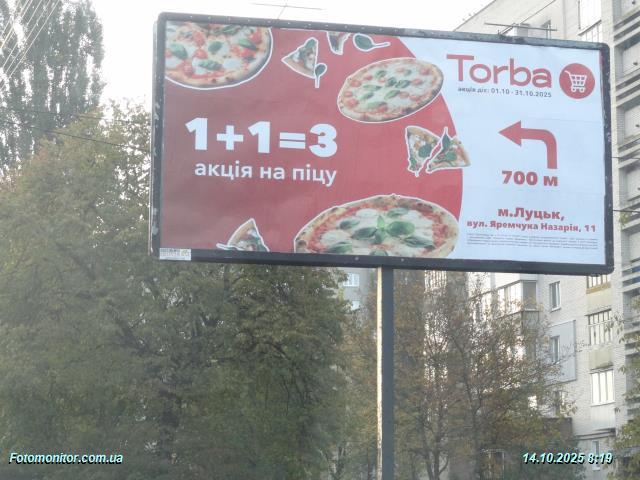 Torba
акція діє: 01.10 - 31.10.2025
1+1=3
акція на піцу
700 м
м.Луцьк,
вул. Яремчука Назарія, 11
Fotomonitor.com.ua
14.10.2025 8:19